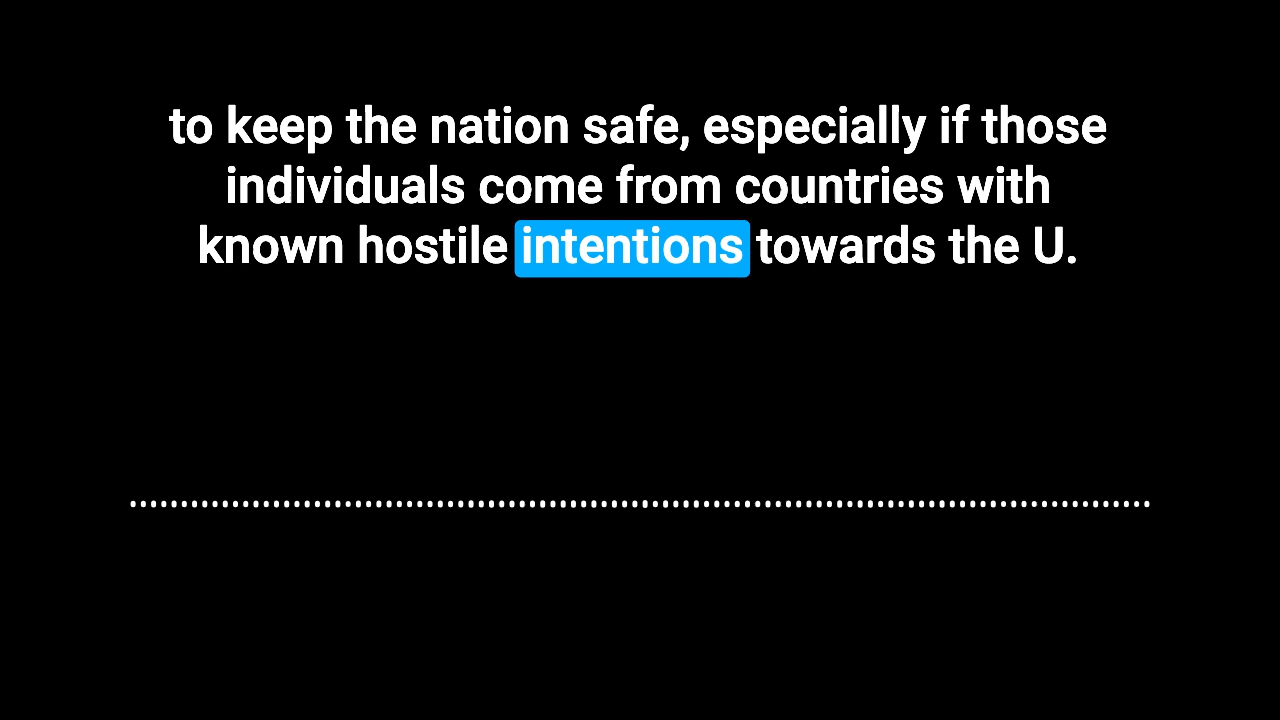 to keep the nation safe, especially if those
individuals come from countries with
known hostile intentions towards the U.